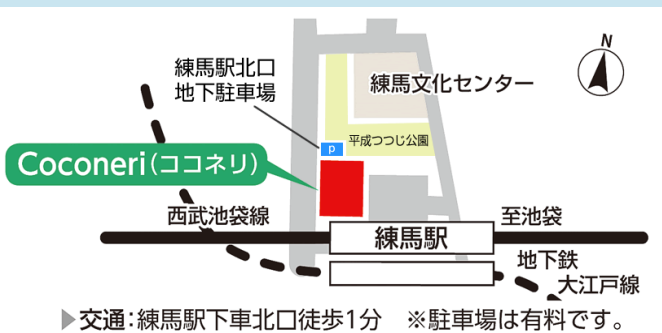 N
練馬駅北口
地下駐車場
練馬文化センター
P
平成つつじ公園
Coconeri(ココネリ)
西武池袋線
練馬駅
至池袋
地下鉄
大江戸線
▶交通:練馬駅下車北口徒歩1分　※駐車場は有料です。